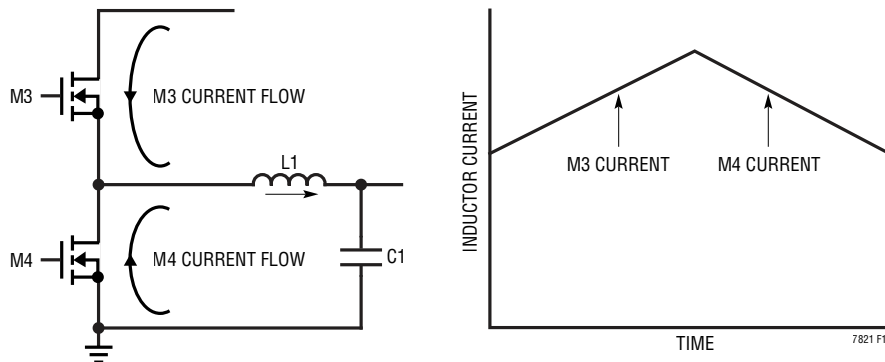 M3
M3 CURRENT FLOW
L1
M4
M4 CURRENT FLOW
C1
INDUCTOR CURRENT
M3 CURRENT
M4 CURRENT
TIME
7821 F1